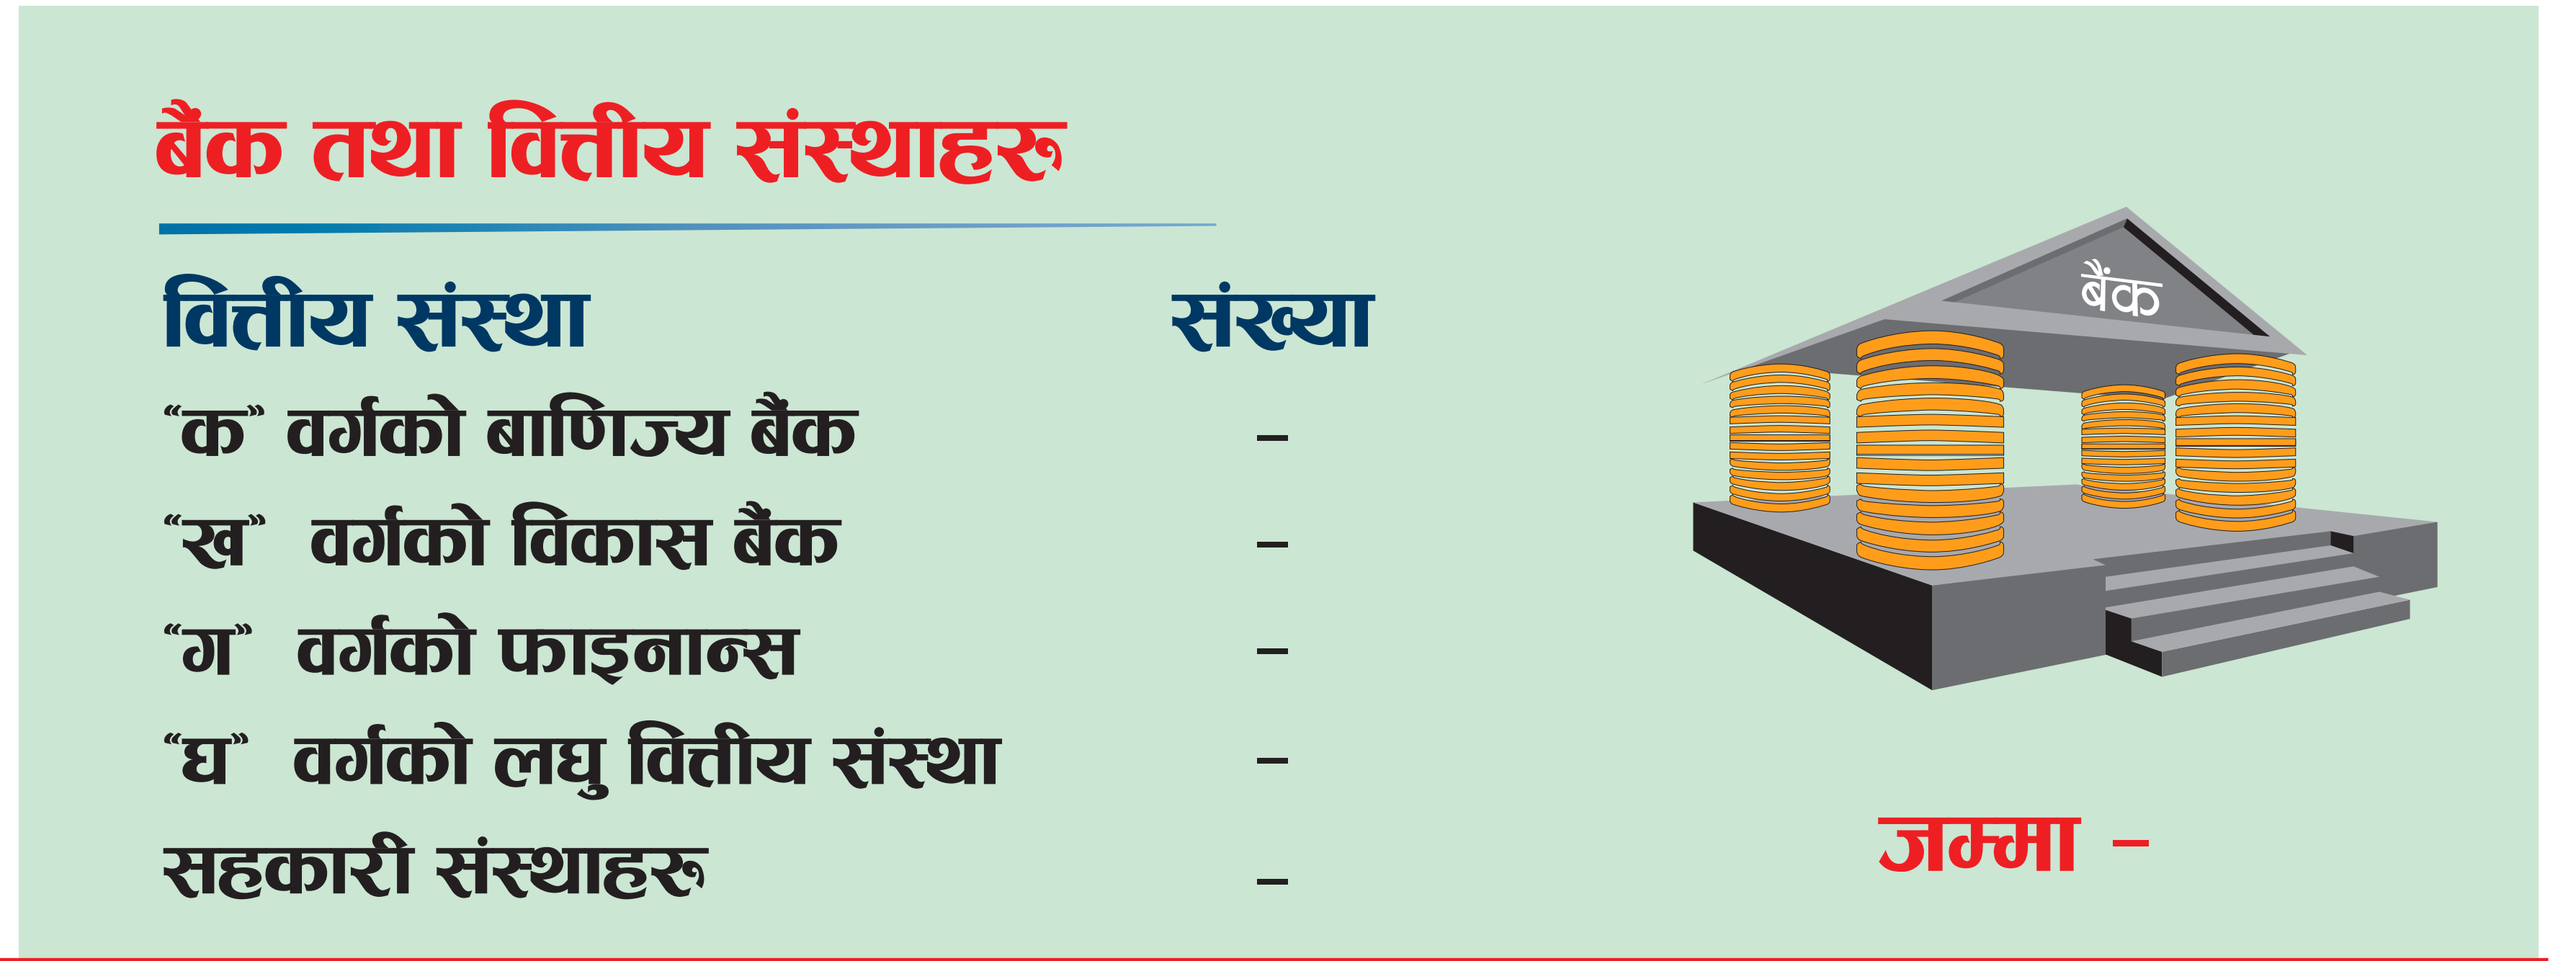 बैंक तथा वित्तीय संस्थाहरु
वित्तीय संस्था संख्या
“क” वर्गको बाणिज्य बैंक –
“ख” वर्गको विकास बैंक –
“ग” वर्गको फाइनान्स –
“घ” वर्गको लघु वित्तीय संस्था –
सहकारी संस्थाहरु –
बैंक
जम्मा –